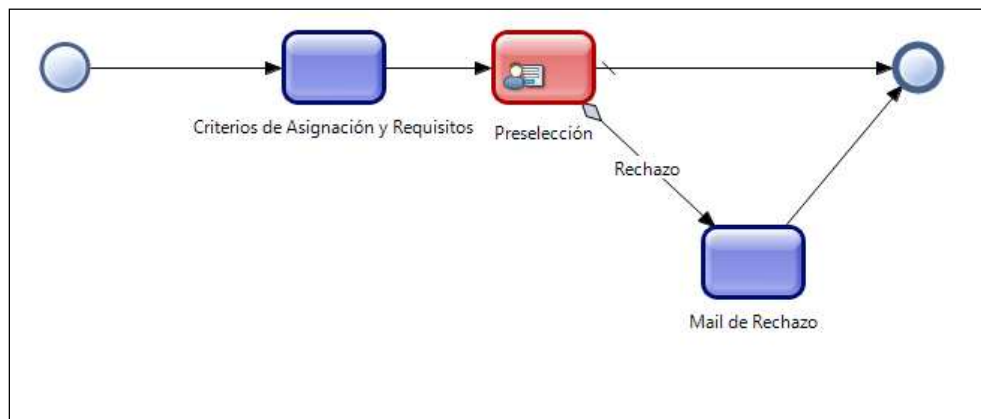 Criterios de Asignación y Requisitos
Preselección
Rechazo
Mail de Rechazo